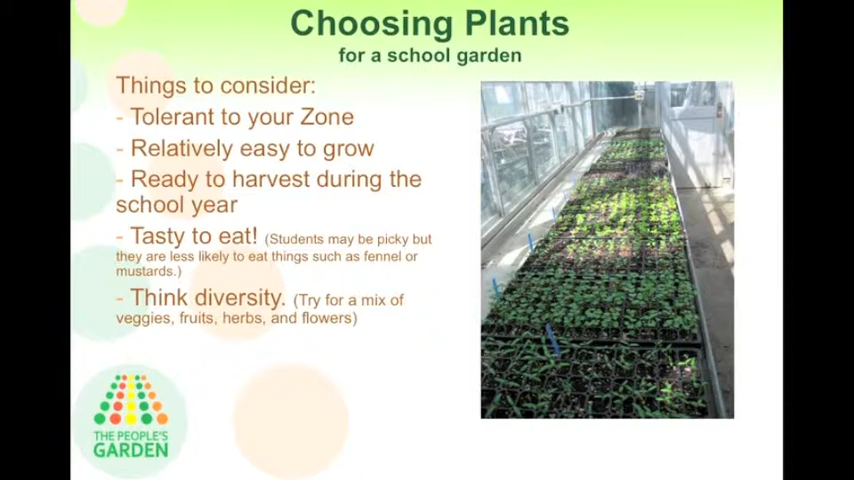 Choosing Plants
for a school garden
Things to consider:
- Tolerant to your Zone
- Relatively easy to grow
- Ready to harvest during the
school year
- Tasty to eat! (Students may be picky but
they are less likely to eat things such as fennel or
mustards.)
- Think diversity. (Try for a mix of
veggies, fruits, herbs, and flowers)
THE PEOPLE'S
GARDEN